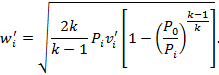 $w_i' = \sqrt{\frac{2k}{k-1} P_i v_i' \left[ 1 - \left( \frac{P_0}{P_i} \right)^{\frac{k-1}{k}} \right]}.$